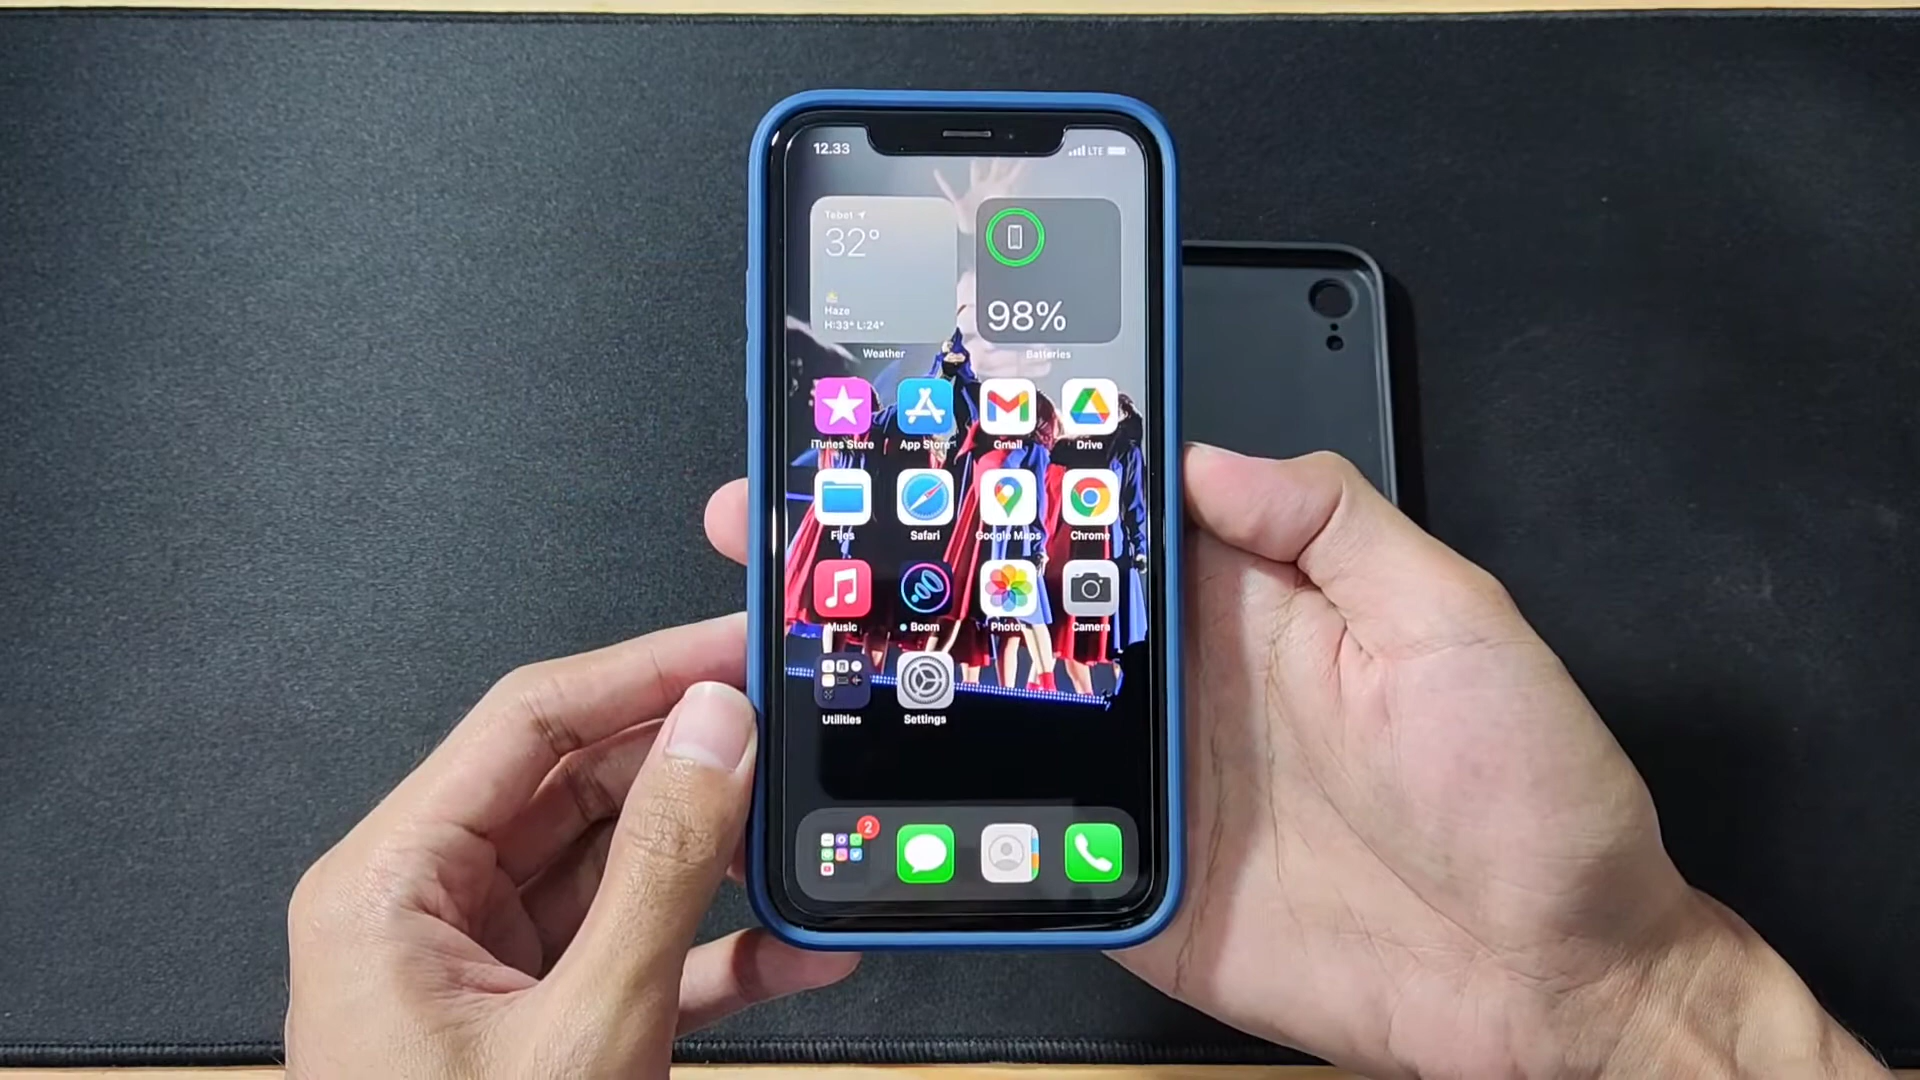 12.33
LTE
Tebet
32°
Haze
H:33° L:24°
98%
Weather
Batteries
iTunes Store
App Store
Gmail
Drive
Files
Safari
Google Maps
Chrome
Music
Boom
Photos
Camera
Utilities
Settings
2